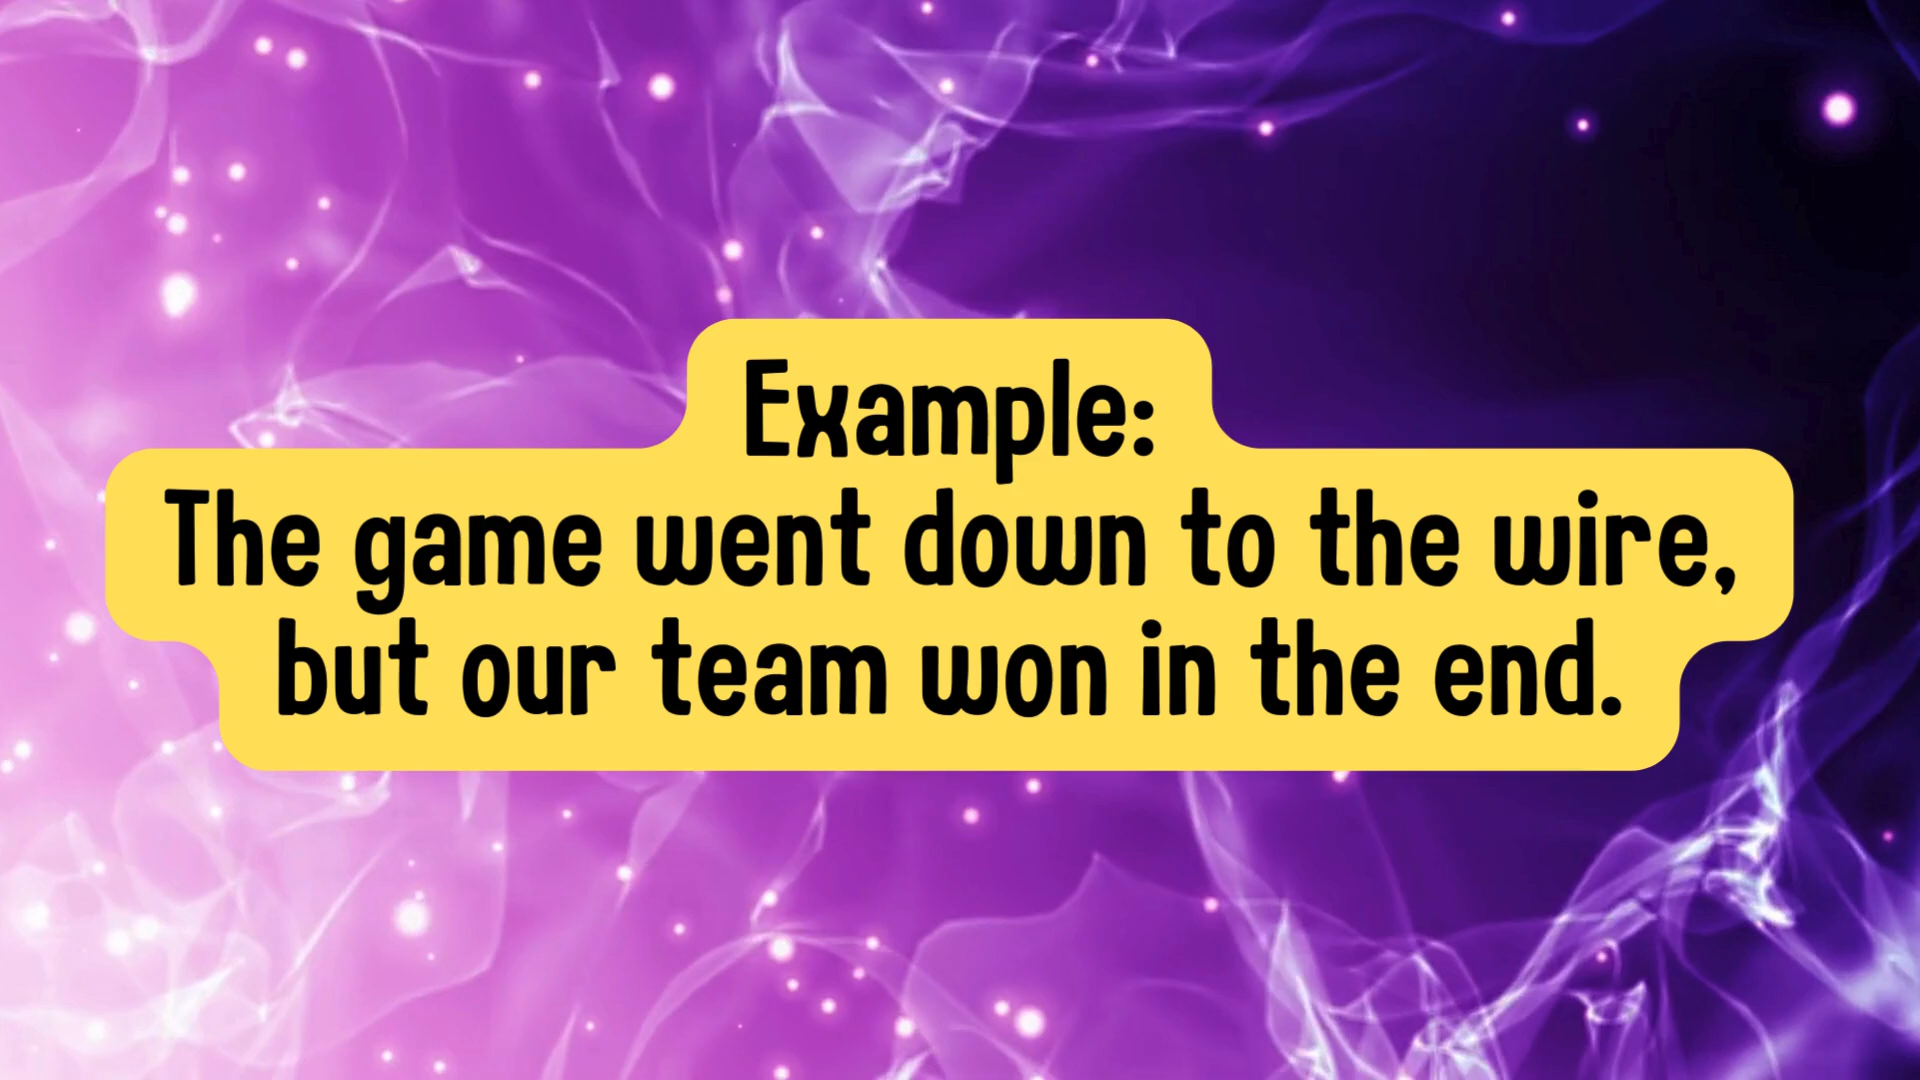 Example:
The game went down to the wire,
but our team won in the end.